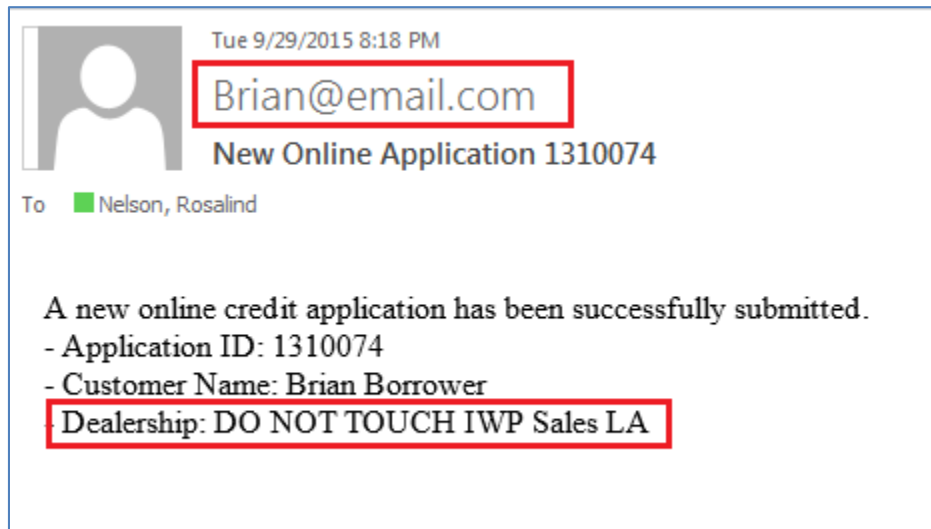 Tue 9/29/2015 8:18 PM
Brian@email.com
New Online Application 1310074
To Nelson, Rosalind
A new online credit application has been successfully submitted.
- Application ID: 1310074
- Customer Name: Brian Borrower
- Dealership: DO NOT TOUCH IWP Sales LA